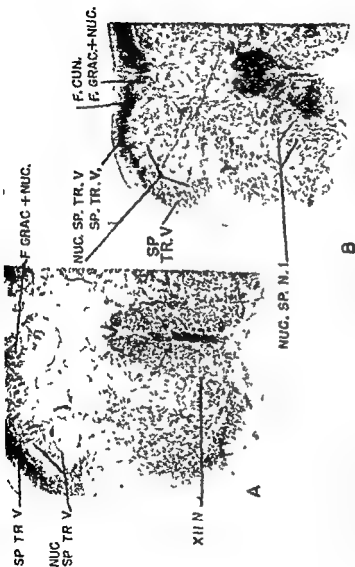 SP TR V
NUC.
SP TR V
F GRAC +NUC.
XII N
A
NUC. SP. TR. V
SP. TR. V.
F. CUN.
F. GRAC.+NUC.
SP
TR. V
NUC. SP. N. I
B